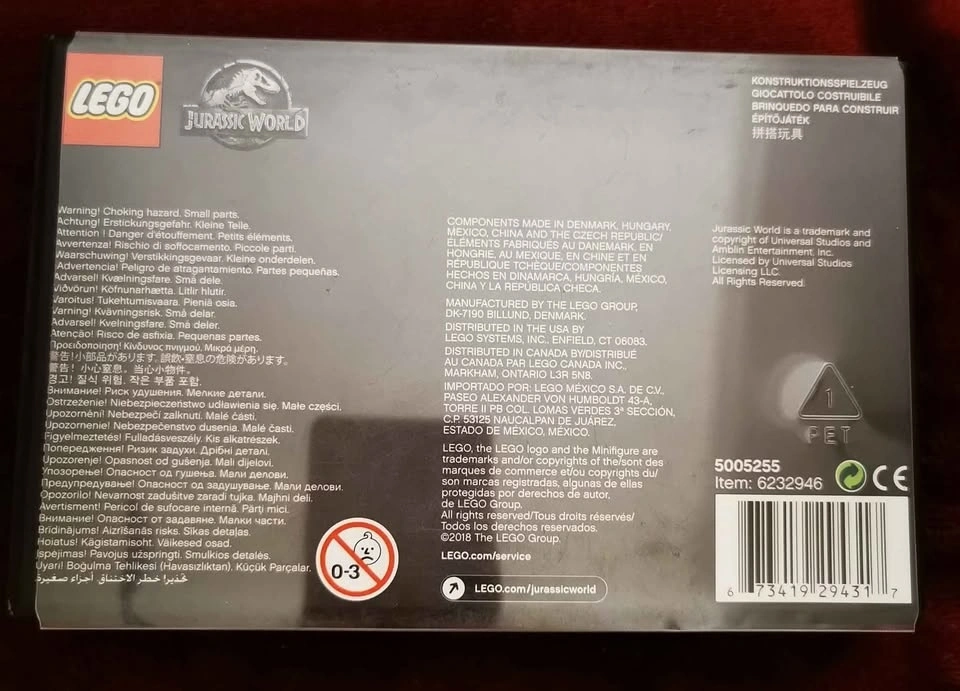 LEGO
JURASSIC WORLD
KONSTRUKTIONSSPIELZEUG
GIOCATTOLO COSTRUIBILE
BRINQUEDO PARA CONSTRUIR
ÉPÍTŐJÁTÉK
拼搭玩具
Warning! Choking hazard. Small parts.
Achtung! Erstickungsgefahr. Kleine Teile.
Attention ! Danger d'étouffement. Petits éléments.
Avvertenza! Rischio di soffocamento. Piccole parti.
Waarschuwing! Verstikkingsgevaar. Kleine onderdelen.
Advertencia! Peligro de atragantamiento. Partes pequeñas.
Advarsel! Kvælningsfare. Små dele.
Viðvörun! Köfnunarhætta. Litlir hlutir.
Varoitus! Tukehtumisvaara. Pieniä osia.
Varning! Kvävningsrisk. Små delar.
Advarsel! Kvelningsfare. Små deler.
Atenção! Risco de asfixia. Pequenas partes.
Προειδοποίηση! Κίνδυνος πνιγμού. Μικρά μέρη.
警告! 小部品があります。誤飲・窒息の危険があります。
警告! 小心窒息，当心小物件。
경고! 질식 위험. 작은 부품 포함.
Внимание! Риск удушения. Мелкие детали.
Ostrzeżenie! Niebezpieczeństwo udławienia się. Małe części.
Upozornění! Nebezpečí zalknutí. Malé části.
Upozornenie! Nebezpečenstvo dusenia. Malé časti.
Figyelmeztetés! Fulladásveszély. Kis alkatrészek.
Попередження! Ризик задухи. Дрібні деталі.
Upozorenje! Opasnost od gušenja. Mali dijelovi.
Упозорење! Опасност од гушења. Мали делови.
Предупредување! Опасност од задушување. Мали делови.
Opozorilo! Nevarnost zadušitve zaradi tujka. Majhni deli.
Avertisment! Pericol de sufocare internă. Părți mici.
Внимание! Опасност от задавяне. Малки части.
Brīdinājums! Aizrīšanās risks. Sīkas detaļas.
Hoiatus! Kägistamisoht. Väikesed osad.
Įspėjimas! Pavojus užspringti. Smulkios detalės.
Uyarı! Boğulma Tehlikesi (Havasızlıktan). Küçük Parçalar.
تحذير! خطر الاختناق. أجزاء صغيرة
0-3
COMPONENTS MADE IN DENMARK, HUNGARY,
MEXICO, CHINA AND THE CZECH REPUBLIC/
ÉLÉMENTS FABRIQUÉS AU DANEMARK, EN
HONGRIE, AU MEXIQUE, EN CHINE ET EN
RÉPUBLIQUE TCHÈQUE/COMPONENTES
HECHOS EN DINAMARCA, HUNGRÍA, MÉXICO,
CHINA Y LA REPÚBLICA CHECA.
MANUFACTURED BY THE LEGO GROUP,
DK-7190 BILLUND, DENMARK.
DISTRIBUTED IN THE USA BY
LEGO SYSTEMS, INC. ENFIELD, CT 06083.
DISTRIBUTED IN CANADA BY/DISTRIBUÉ
AU CANADA PAR LEGO CANADA INC.,
MARKHAM, ONTARIO L3R 5N8.
IMPORTADO POR: LEGO MÉXICO S.A. DE C.V.,
PASEO ALEXANDER VON HUMBOLDT 43-A,
TORRE II PB COL. LOMAS VERDES 3ª SECCIÓN,
C.P. 53125 NAUCALPAN DE JUÁREZ,
ESTADO DE MÉXICO, MÉXICO.
LEGO, the LEGO logo and the Minifigure are
trademarks and/or copyrights of the/sont des
marques de commerce et/ou copyrights du/
son marcas registradas, algunas de ellas
protegidas por derechos de autor,
de LEGO Group.
All rights reserved/Tous droits réservés/
Todos los derechos reservados.
©2018 The LEGO Group.
LEGO.com/service
LEGO.com/jurassicworld
Jurassic World is a trademark and
copyright of Universal Studios and
Amblin Entertainment, Inc.
Licensed by Universal Studios
Licensing LLC.
All Rights Reserved.
1
PET
5005255
Item: 6232946
CE
6 73419 29431 7